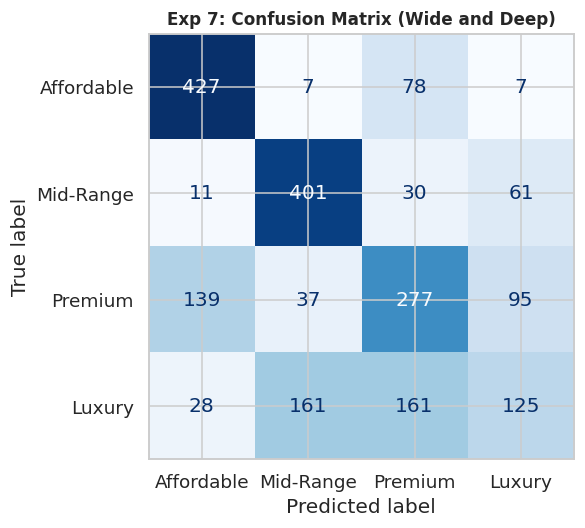 Exp 7: Confusion Matrix (Wide and Deep)
True label
Affordable 427 7 78 7
Mid-Range 11 401 30 61
Premium 139 37 277 95
Luxury 28 161 161 125
Affordable Mid-Range Premium Luxury
Predicted label